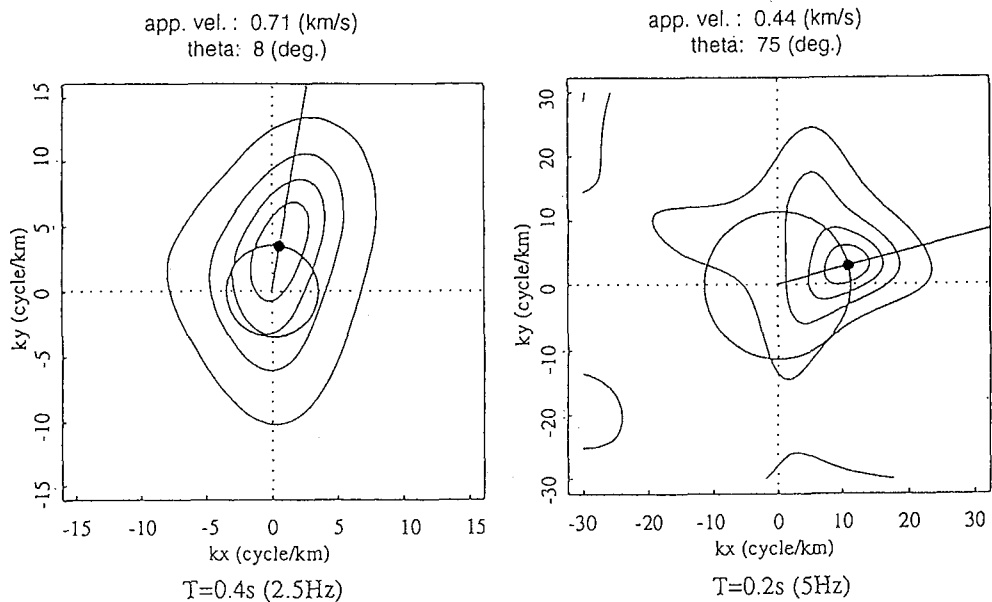 app. vel. : 0.71 (km/s)
theta: 8 (deg.)
15
10
5
0
-5
-10
-15
ky (cycle/km)
-15 -10 -5 0 5 10 15
kx (cycle/km)
T=0.4s (2.5Hz)
app. vel. : 0.44 (km/s)
theta: 75 (deg.)
30
20
10
0
-10
-20
-30
ky (cycle/km)
-30 -20 -10 0 10 20 30
kx (cycle/km)
T=0.2s (5Hz)